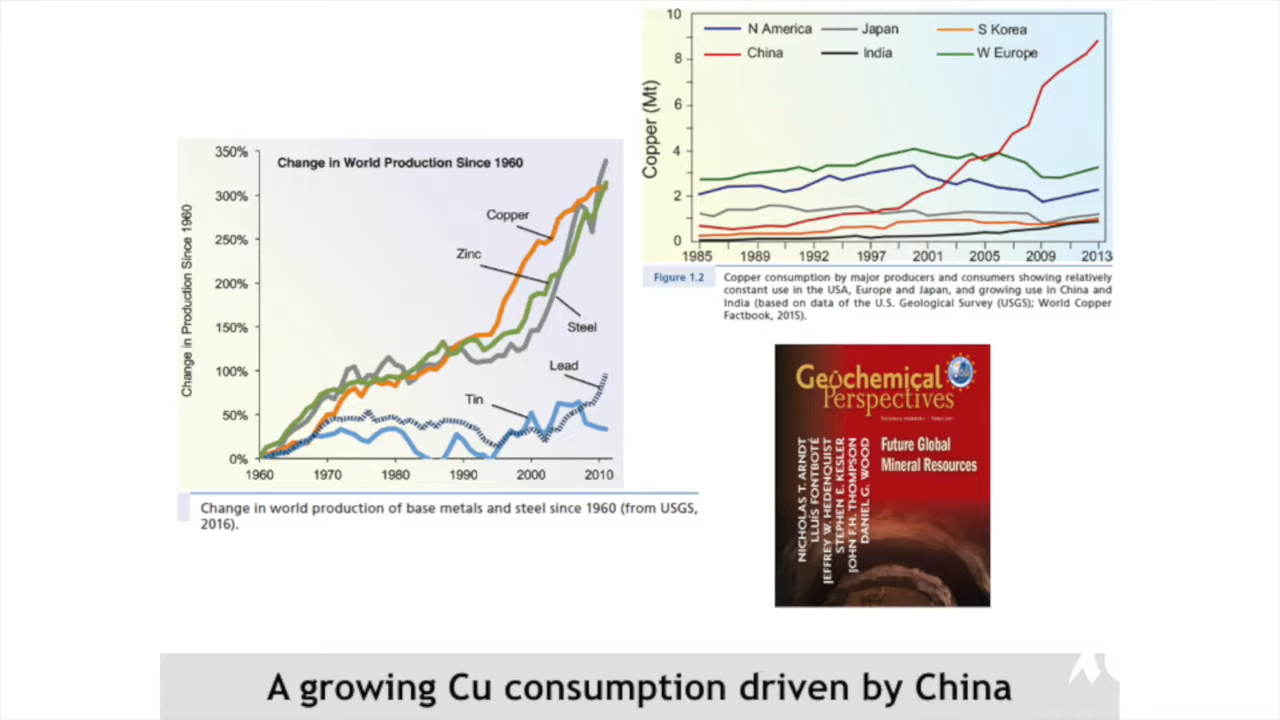 350%
300%
250%
200%
150%
100%
50%
0%
Change in Production Since 1960
Change in World Production Since 1960
Copper
Zinc
Steel
Lead
Tin
1960 1970 1980 1990 2000 2010
Change in world production of base metals and steel since 1960 (from USGS,
2016).
10
8
6
4
2
0
Copper (Mt)
N America Japan S Korea
China India W Europe
1985 1989 1992 1997 2001 2005 2009 2013
Figure 1.2 Copper consumption by major producers and consumers showing relatively
constant use in the USA, Europe and Japan, and growing use in China and
India (based on data of the U.S. Geological Survey (USGS); World Copper
Factbook, 2015).
Geochemical
Perspectives
NICHOLAS T. ARNDT
LLUÍS FONTBOTÉ
JEFFREY W. HEDENQUIST
STEPHEN E. KESLER
JOHN F.H. THOMPSON
DANIEL G. WOOD
Future Global
Mineral Resources
A growing Cu consumption driven by China